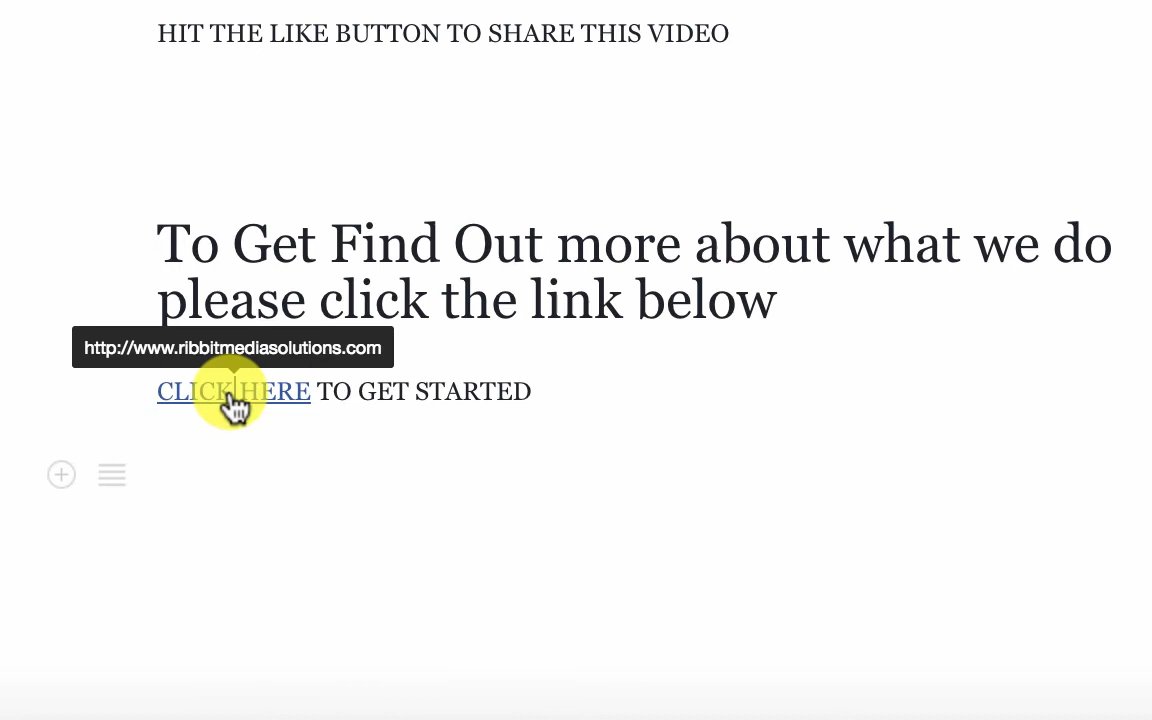 HIT THE LIKE BUTTON TO SHARE THIS VIDEO
To Get Find Out more about what we do
please click the link below
http://www.ribbitmediasolutions.com
CLICK HERE TO GET STARTED